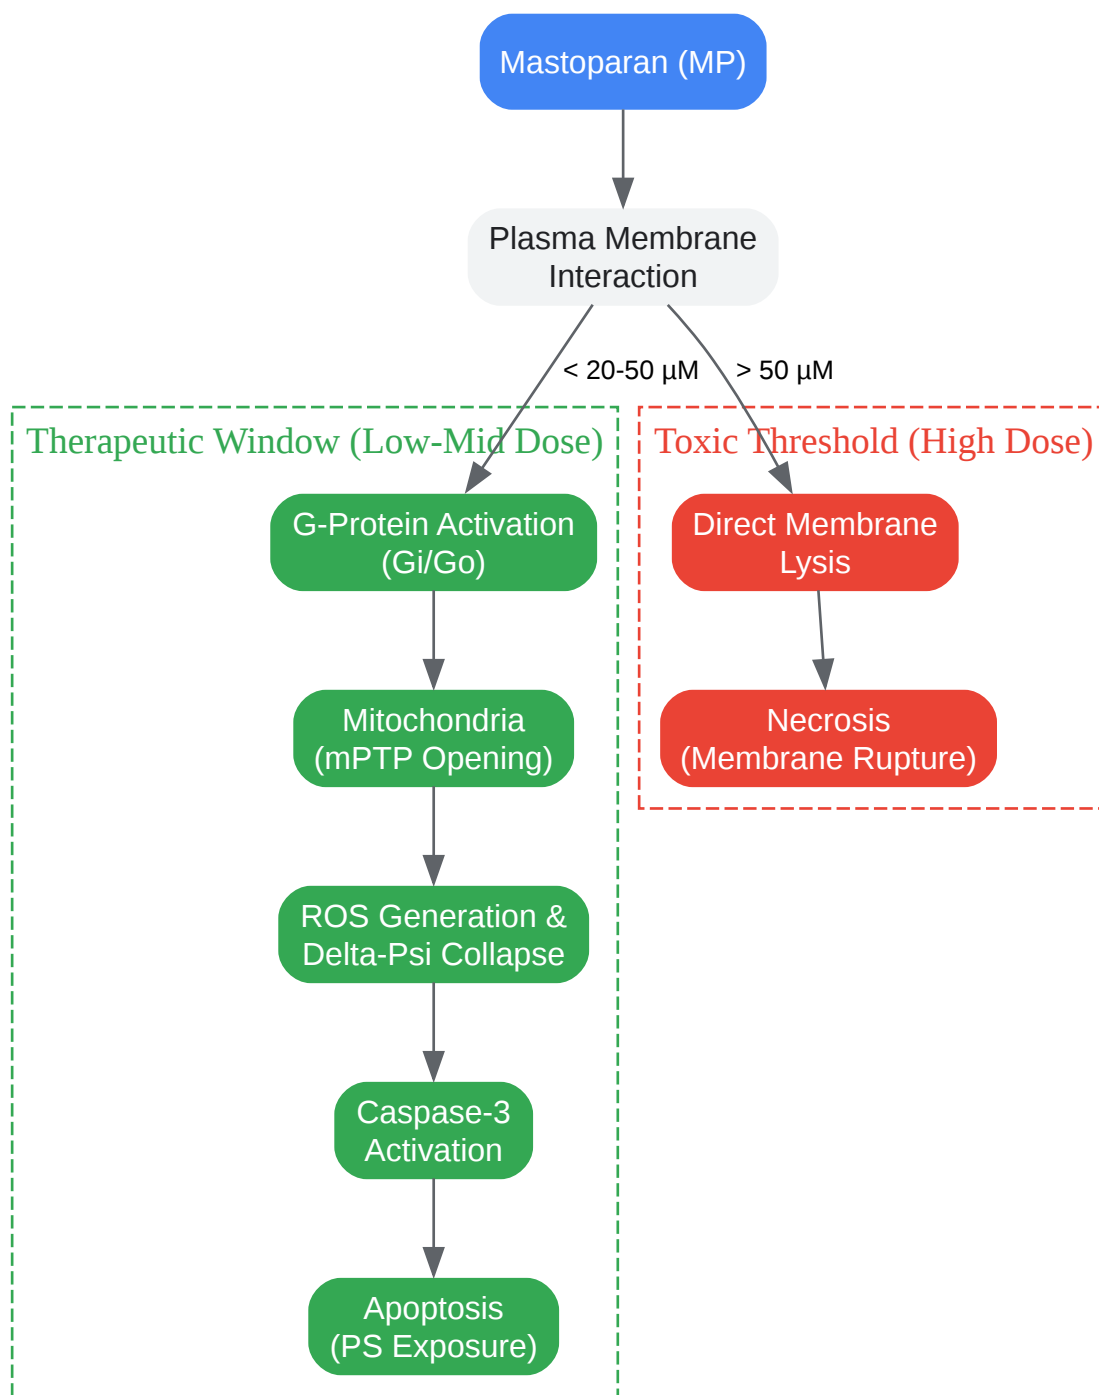 Mastoparan (MP)
Plasma Membrane
Interaction
< 20-50 µM
> 50 µM
Therapeutic Window (Low-Mid Dose)
Toxic Threshold (High Dose)
G-Protein Activation
(Gi/Go)
Direct Membrane
Lysis
Mitochondria
(mPTP Opening)
Necrosis
(Membrane Rupture)
ROS Generation &
Delta-Psi Collapse
Caspase-3
Activation
Apoptosis
(PS Exposure)